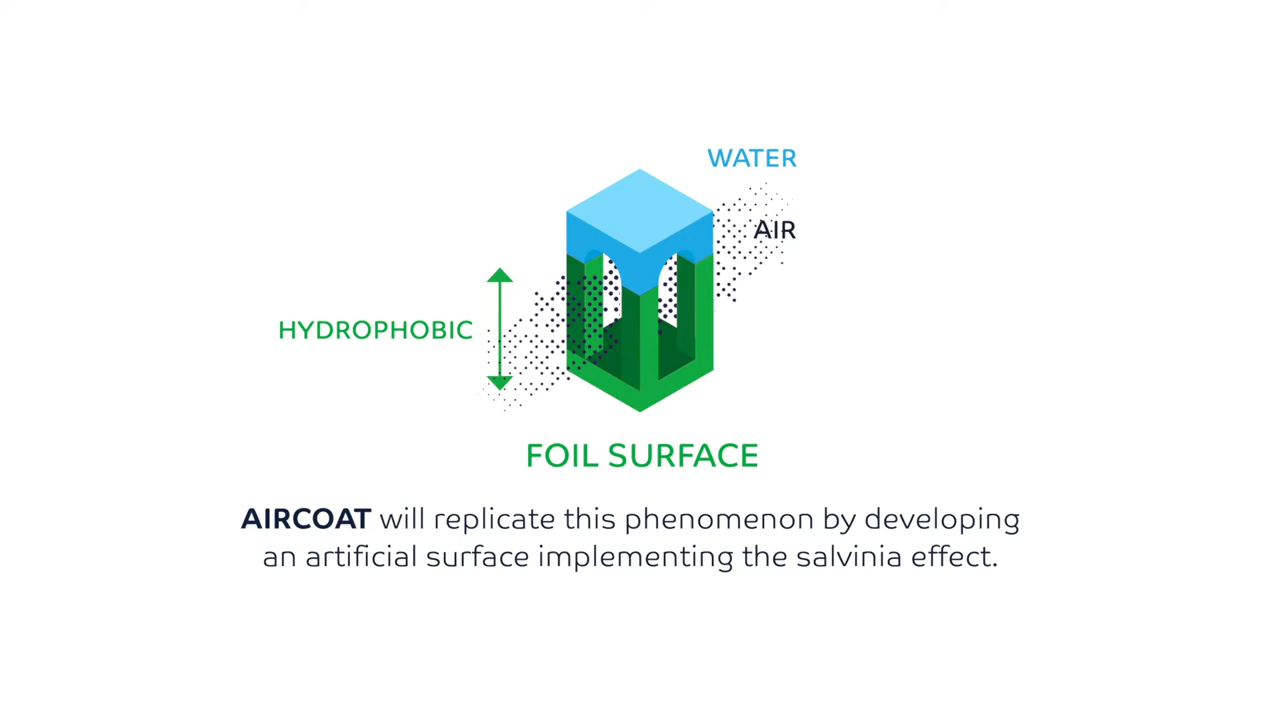 WATER
AIR
HYDROPHOBIC
FOIL SURFACE
AIRCOAT will replicate this phenomenon by developing
an artificial surface implementing the salvinia effect.